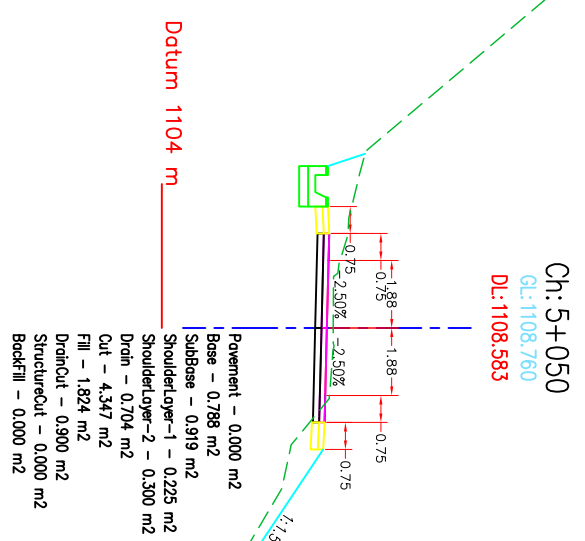 Ch: 5+050
GL: 1108.760
DL: 1108.583
0.75
0.75
1.88
1.88
0.75
0.75
-2.50%
-2.50%
1:1.5
Datum 1104 m
Pavement - 0.000 m2
Base - 0.788 m2
SubBase - 0.919 m2
ShoulderLayer-1 - 0.225 m2
ShoulderLayer-2 - 0.300 m2
Drain - 0.704 m2
Cut - 4.347 m2
Fill - 1.824 m2
DrainCut - 0.900 m2
StructureCut - 0.000 m2
BackFill - 0.000 m2